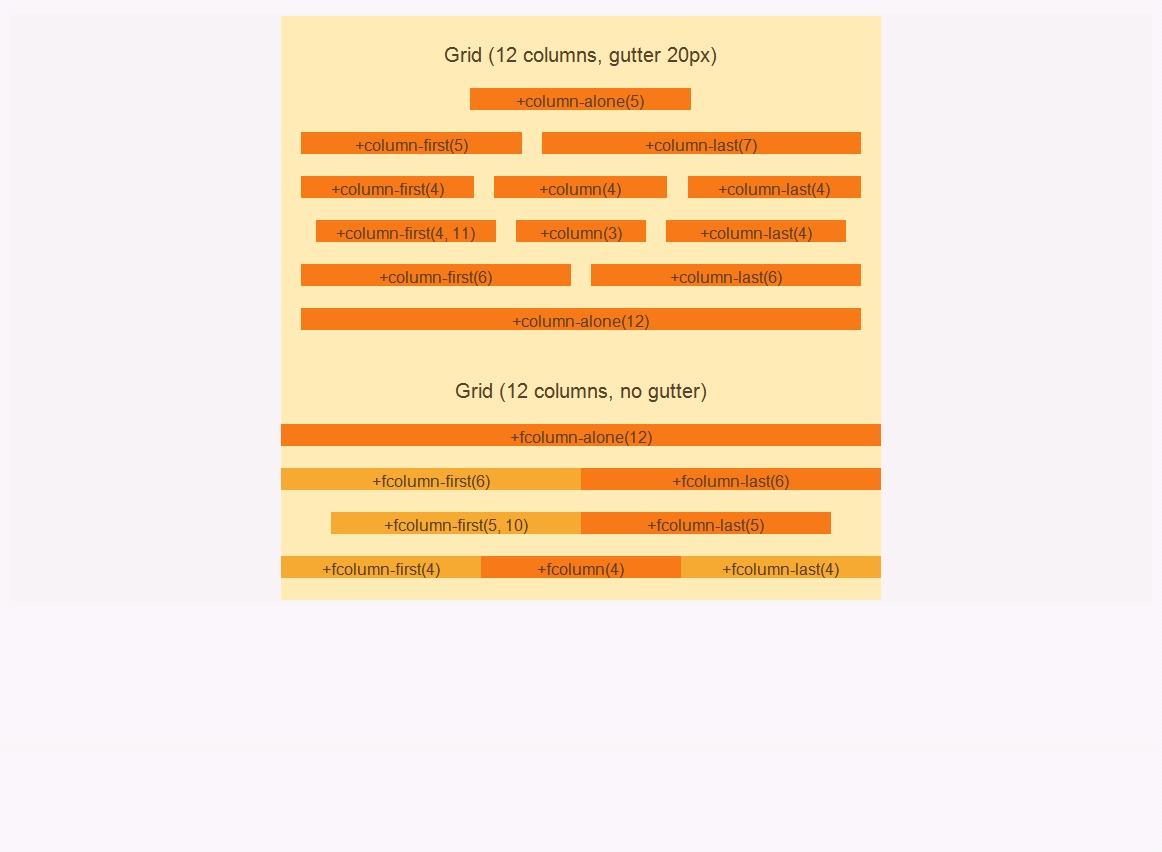 Grid (12 columns, gutter 20px)
+column-alone(5)
+column-first(5) +column-last(7)
+column-first(4) +column(4) +column-last(4)
+column-first(4, 11) +column(3) +column-last(4)
+column-first(6) +column-last(6)
+column-alone(12)
Grid (12 columns, no gutter)
+fcolumn-alone(12)
+fcolumn-first(6) +fcolumn-last(6)
+fcolumn-first(5, 10) +fcolumn-last(5)
+fcolumn-first(4) +fcolumn(4) +fcolumn-last(4)